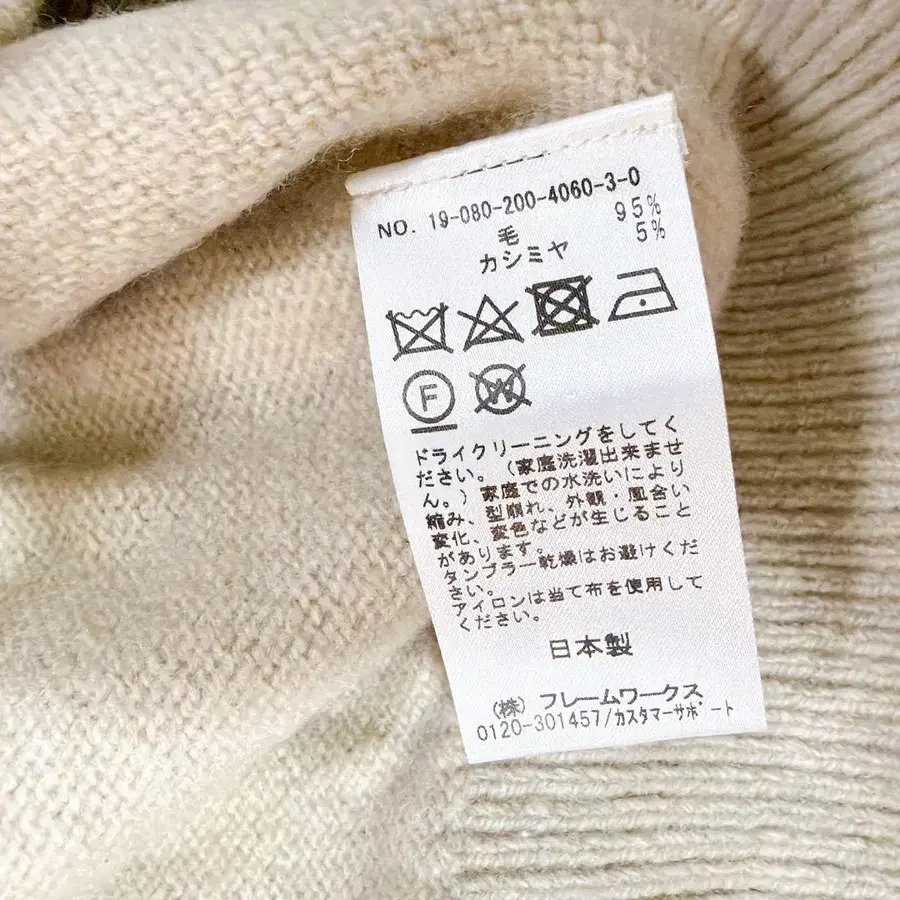 NO. 19-080-200-4060-3-0
毛 95%
カシミヤ 5%
F
W
ドライクリーニングをしてく
ださい。（家庭洗濯出来ませ
ん。）家庭での水洗いにより
縮み、型崩れ、外観・風合い
変化、変色などが生じること
があります。
タンブラー乾燥はお避けくだ
さい。
アイロンは当て布を使用して
ください。
日本製
（株）フレームワークス
0120-301457/カスタマーサポート